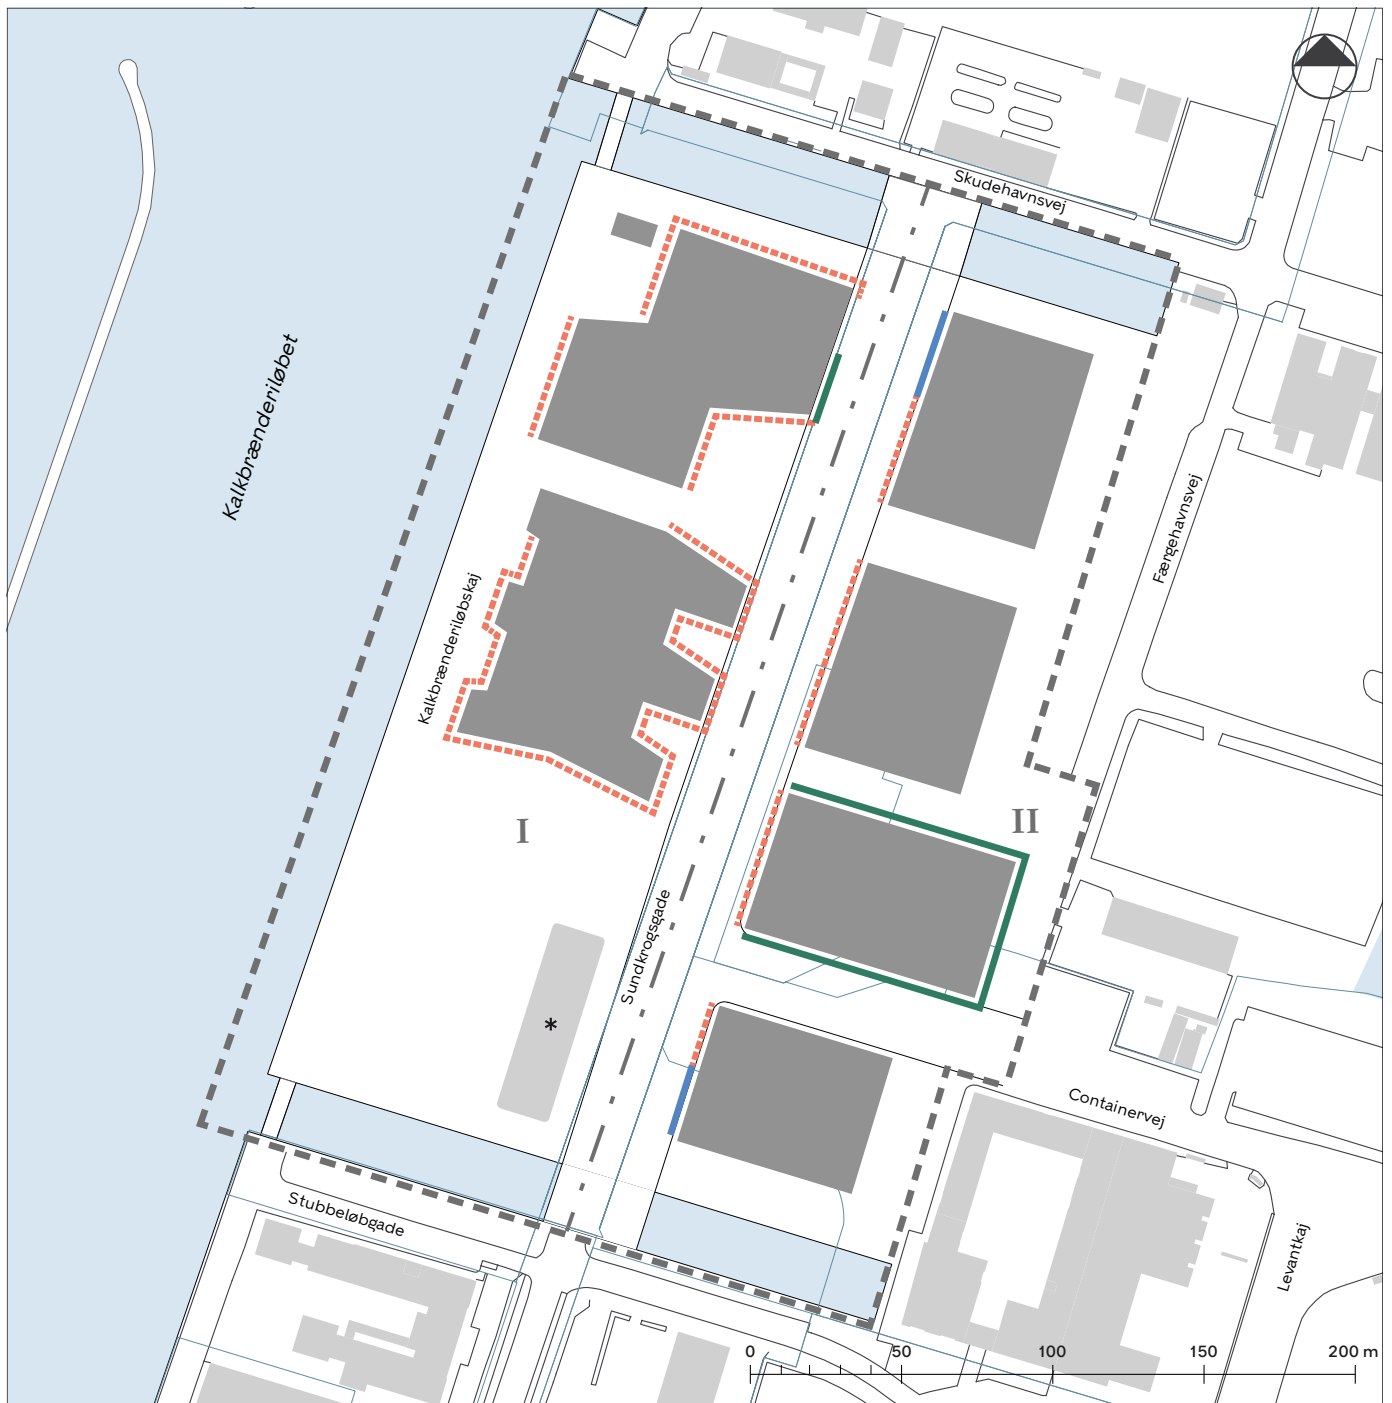 Skudehavnsvej
Kalkbrænderiløbet
Færgehavnsvej
Kalkbrænderiløbskaj
I
II
Sundkrogsgade
*
Containervej
Stubbeløbgade
Levantkaj
0 50 100 150 200 m